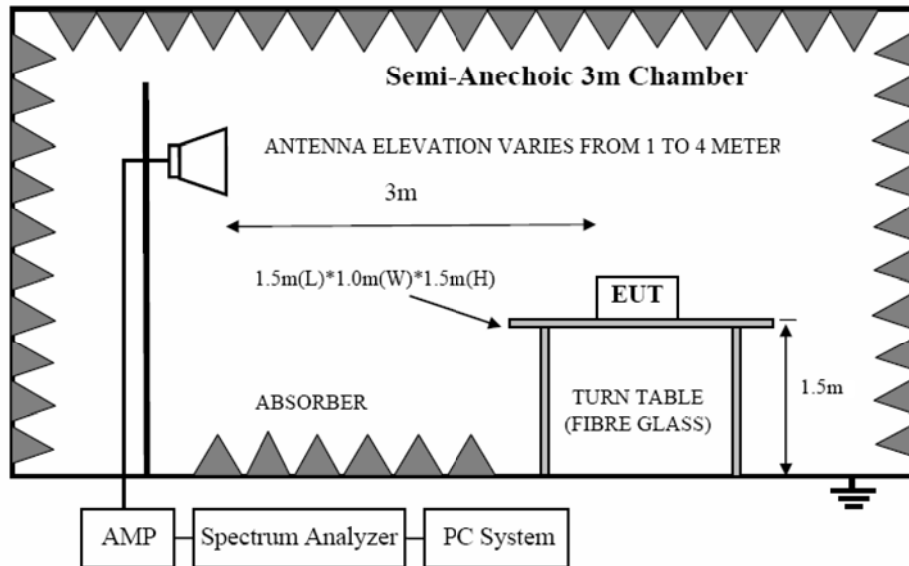 Semi-Anechoic 3m Chamber
ANTENNA ELEVATION VARIES FROM 1 TO 4 METER
3m
1.5m(L)*1.0m(W)*1.5m(H)
EUT
ABSORBER
TURN TABLE
(FIBRE GLASS)
1.5m
AMP
Spectrum Analyzer
PC System